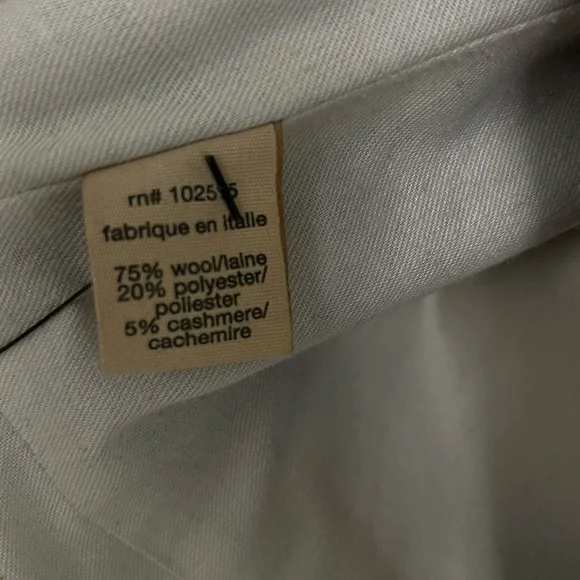 rn#
fabrique en italie
75% wool/laine
20% polyester/
poliester
5% cashmere/
cachemire